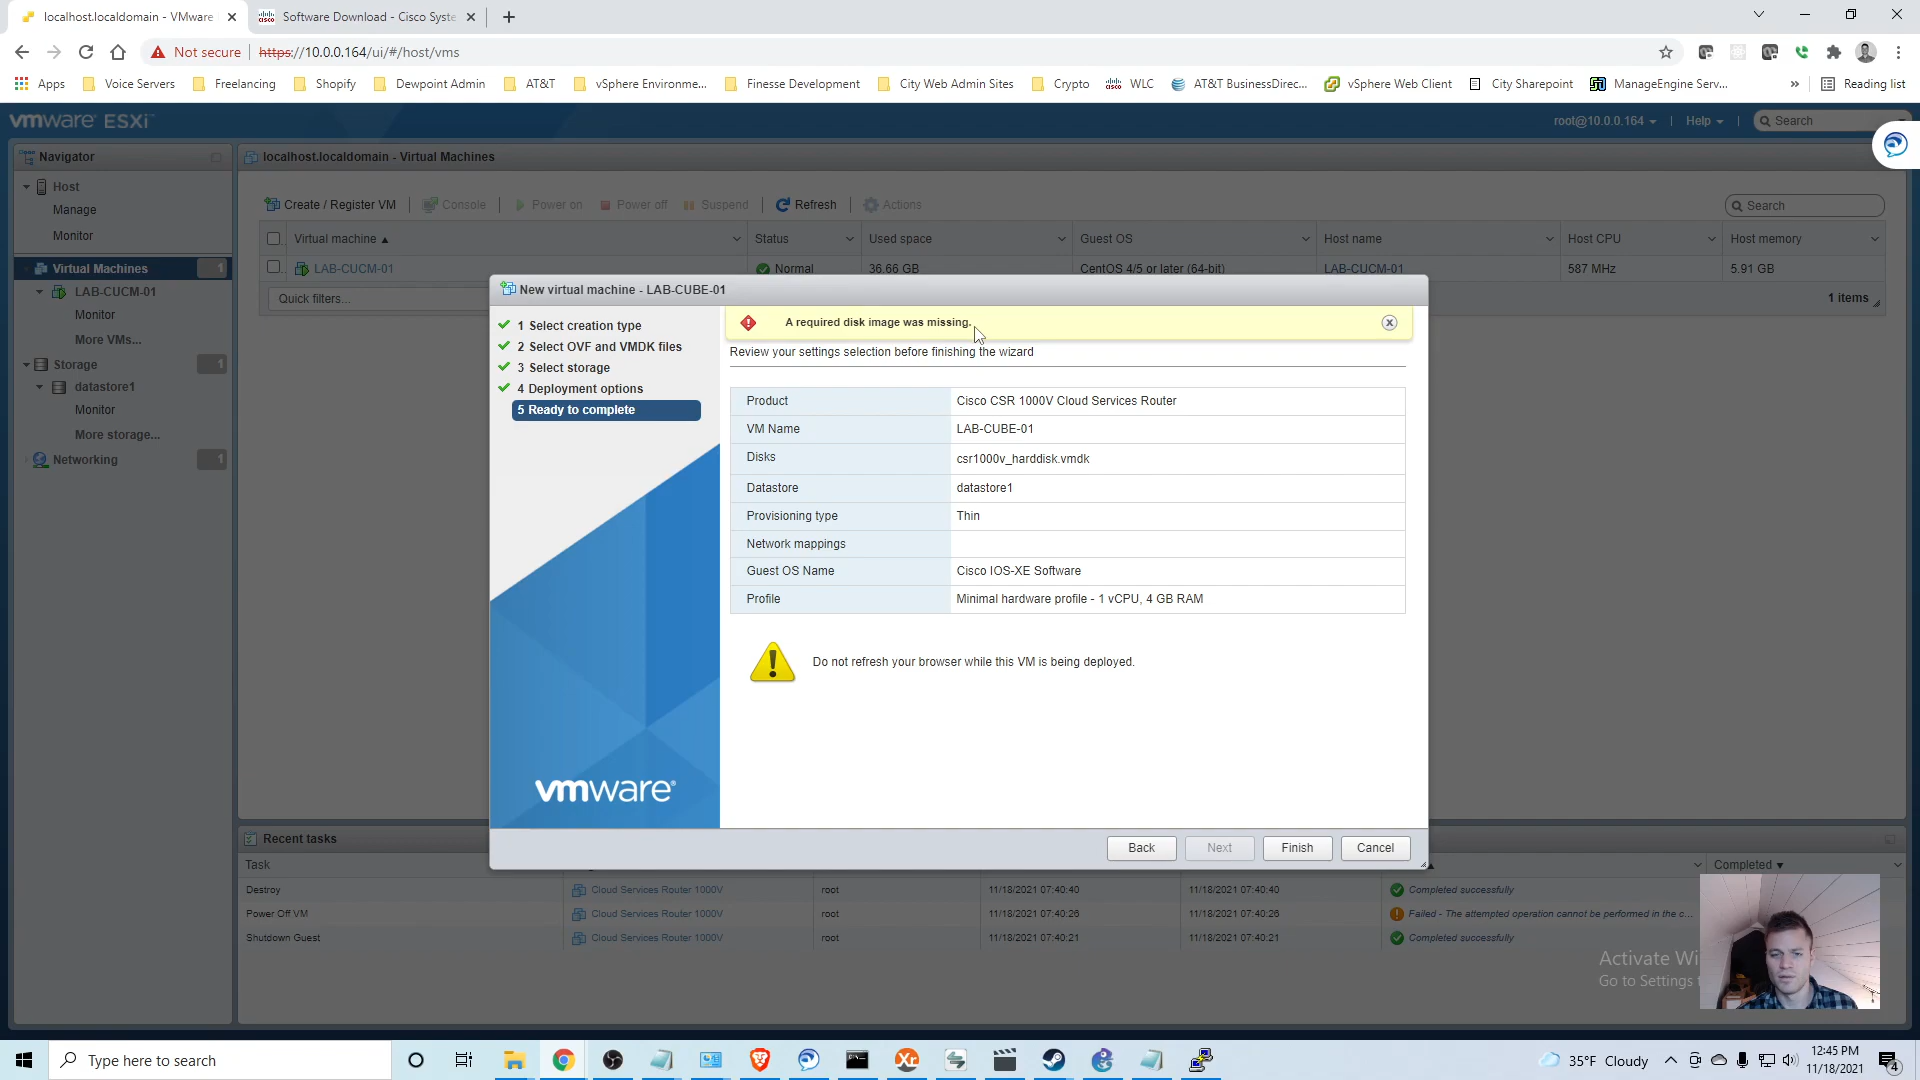 localhost.localdomain - VMware
Software Download - Cisco Syste
Not secure
https://10.0.0.164/ui/#/host/vms
Apps
Voice Servers
Freelancing
Shopify
Dewpoint Admin
AT&T
vSphere Environme...
Finesse Development
City Web Admin Sites
Crypto
WLC
AT&T BusinessDirec...
vSphere Web Client
City Sharepoint
ManageEngine Serv...
»
Reading list
vmware ESXi
root@10.0.0.164
Help
Search
Navigator
localhost.localdomain - Virtual Machines
Host
Manage
Monitor
Virtual Machines 1
LAB-CUCM-01
Monitor
More VMs...
Storage 1
datastore1
Monitor
More storage...
Networking 1
Create / Register VM
Console
Power on
Power off
Suspend
Refresh
Actions
Search
Virtual machine
Status
Used space
Guest OS
Host name
Host CPU
Host memory
LAB-CUCM-01
Normal
36.66 GB
CentOS 4/5 or later (64-bit)
LAB-CUCM-01
587 MHz
5.91 GB
Quick filters...
1 items
New virtual machine - LAB-CUBE-01
1 Select creation type
2 Select OVF and VMDK files
3 Select storage
4 Deployment options
5 Ready to complete
vmware
A required disk image was missing.
Review your settings selection before finishing the wizard
Product Cisco CSR 1000V Cloud Services Router
VM Name LAB-CUBE-01
Disks csr1000v_harddisk.vmdk
Datastore datastore1
Provisioning type Thin
Network mappings
Guest OS Name Cisco IOS-XE Software
Profile Minimal hardware profile - 1 vCPU, 4 GB RAM
Do not refresh your browser while this VM is being deployed.
Back
Next
Finish
Cancel
Recent tasks
Task
Completed
Destroy Cloud Services Router 1000V root 11/18/2021 07:40:40 11/18/2021 07:40:40 Completed successfully
Power Off VM Cloud Services Router 1000V root 11/18/2021 07:40:26 11/18/2021 07:40:26 Failed - The attempted operation cannot be performed in the c...
Shutdown Guest Cloud Services Router 1000V root 11/18/2021 07:40:21 11/18/2021 07:40:21 Completed successfully
Activate Wi
Go to Settings
Type here to search
35°F Cloudy
12:45 PM
11/18/2021
4